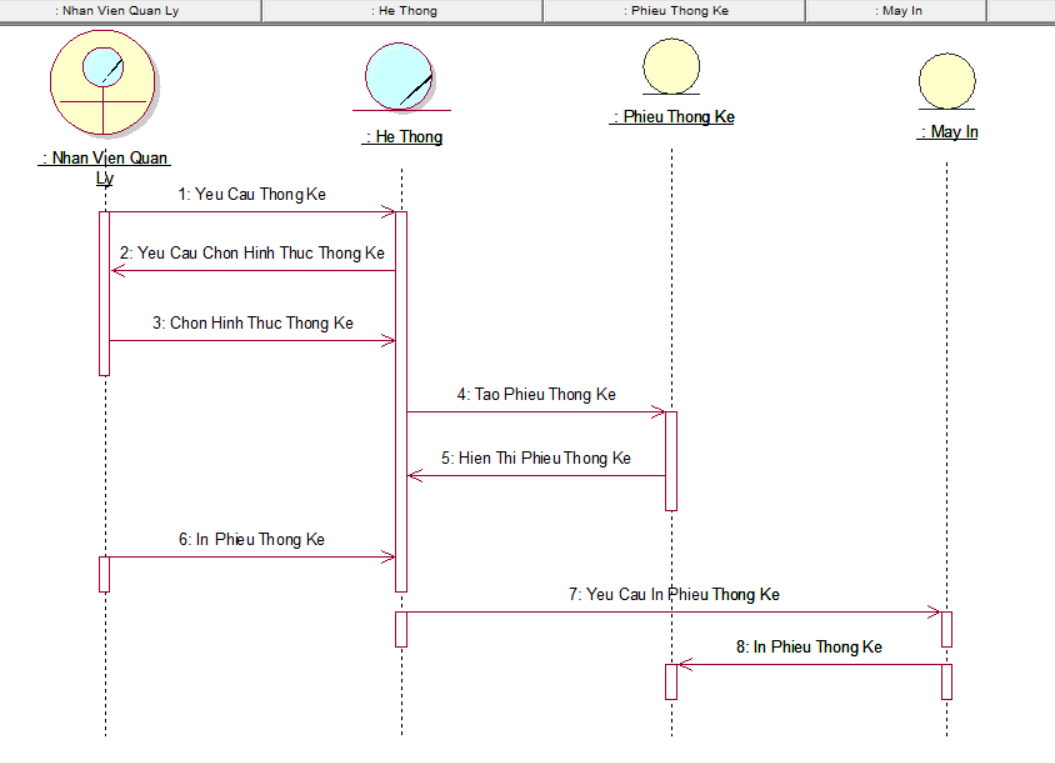 : Nhan Vien Quan Ly
: He Thong
: Phieu Thong Ke
: May In
: Nhan Vien Quan
Ly
: He Thong
: Phieu Thong Ke
: May In
1: Yeu Cau Thong Ke
2: Yeu Cau Chon Hinh Thuc Thong Ke
3: Chon Hinh Thuc Thong Ke
4: Tao Phieu Thong Ke
5: Hien Thi Phieu Thong Ke
6: In Phieu Thong Ke
7: Yeu Cau In Phieu Thong Ke
8: In Phieu Thong Ke